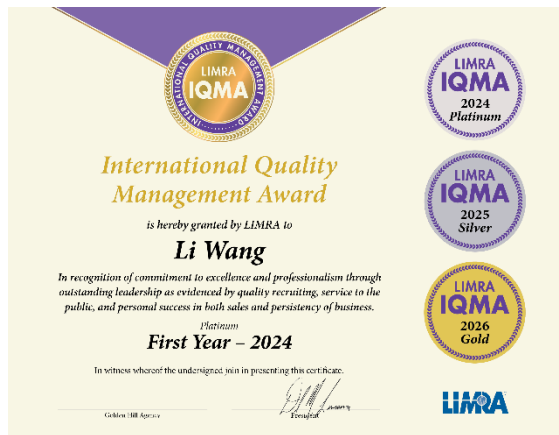 INTERNATIONAL QUALITY MANAGEMENT AWARD
LIMRA
IQMA
International Quality
Management Award
is hereby granted by LIMRA to
Li Wang
In recognition of commitment to excellence and professionalism through
outstanding leadership as evidenced by quality recruiting, service to the
public, and personal success in both sales and persistency of business.
Platinum
First Year – 2024
In witness whereof the undersigned join in presenting this certificate.
Golden Hill Agency
President
LIMRA
IQMA
2024
Platinum
LIMRA
IQMA
2025
Silver
LIMRA
IQMA
2026
Gold
LIMRA